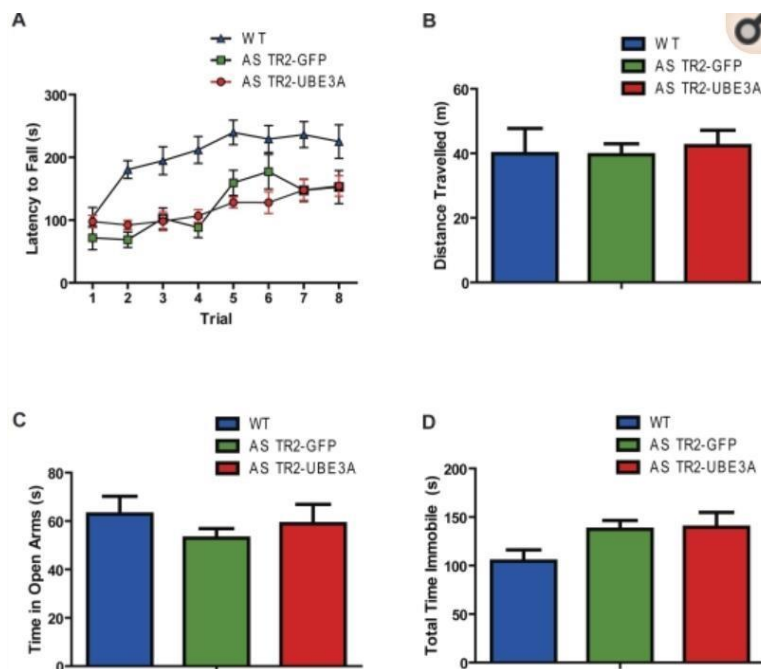 A
WT
AS TR2-GFP
AS TR2-UBE3A
Latency to Fall (s)
300
200
100
0
1 2 3 4 5 6 7 8
Trial
B
WT
AS TR2-GFP
AS TR2-UBE3A
Distance Travelled (m)
60
40
20
0
C
WT
AS TR2-GFP
AS TR2-UBE3A
Time in Open Arms (s)
80
60
40
20
0
D
WT
AS TR2-GFP
AS TR2-UBE3A
Total Time Immobile (s)
200
150
100
50
0